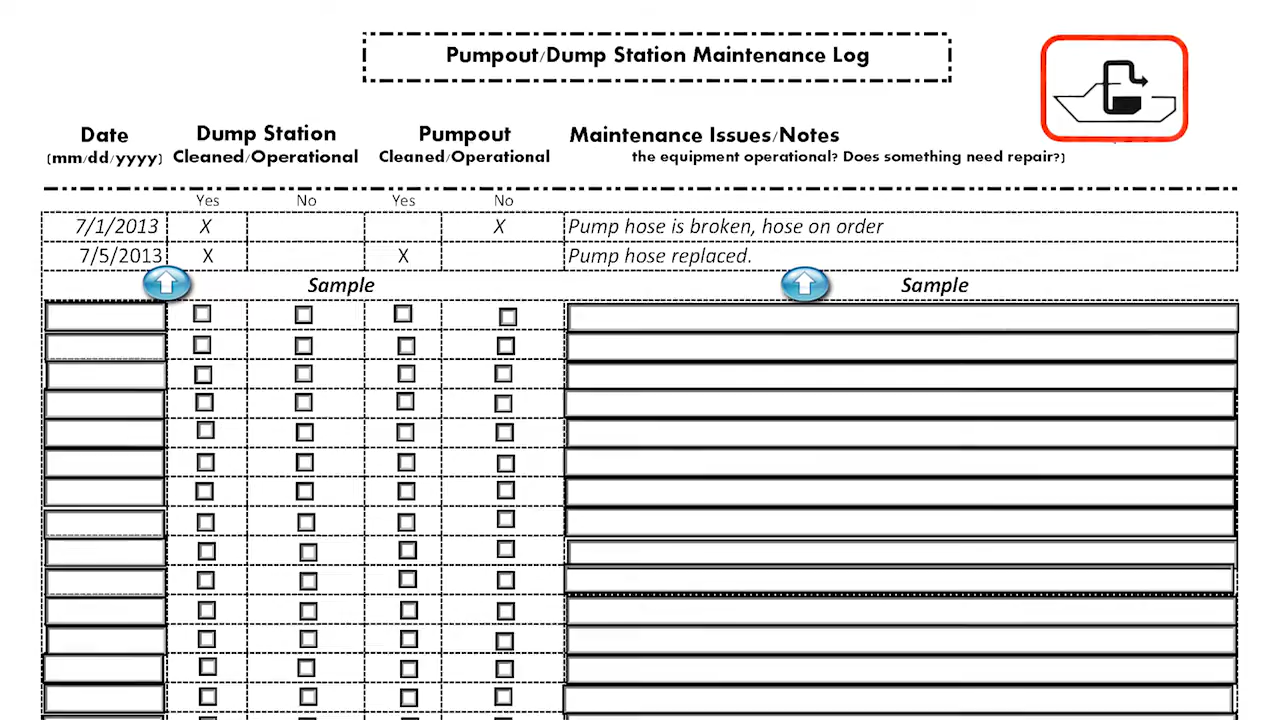 Pumpout/Dump Station Maintenance Log
Date Dump Station Pumpout Maintenance Issues/Notes
(mm/dd/yyyy) Cleaned/Operational Cleaned/Operational the equipment operational? Does something need repair?)
Yes No Yes No
7/1/2013 X X Pump hose is broken, hose on order
7/5/2013 X X Pump hose replaced.
Sample Sample